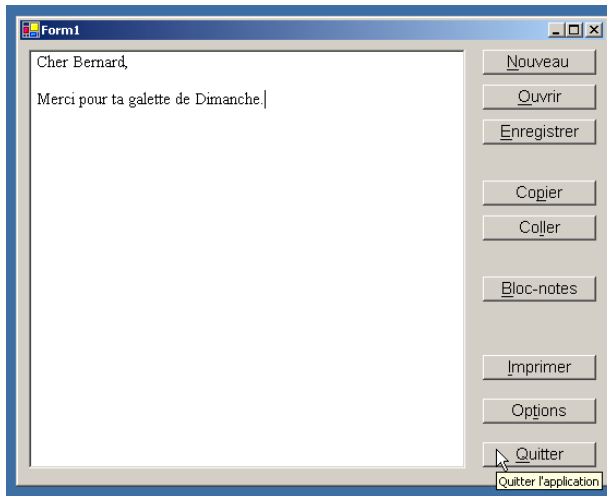 Form1
Cher Bernard,
Merci pour ta galette de Dimanche.
Nouveau
Ouvrir
Enregistrer
Copier
Coller
Bloc-notes
Imprimer
Options
Quitter
Quitter l'application